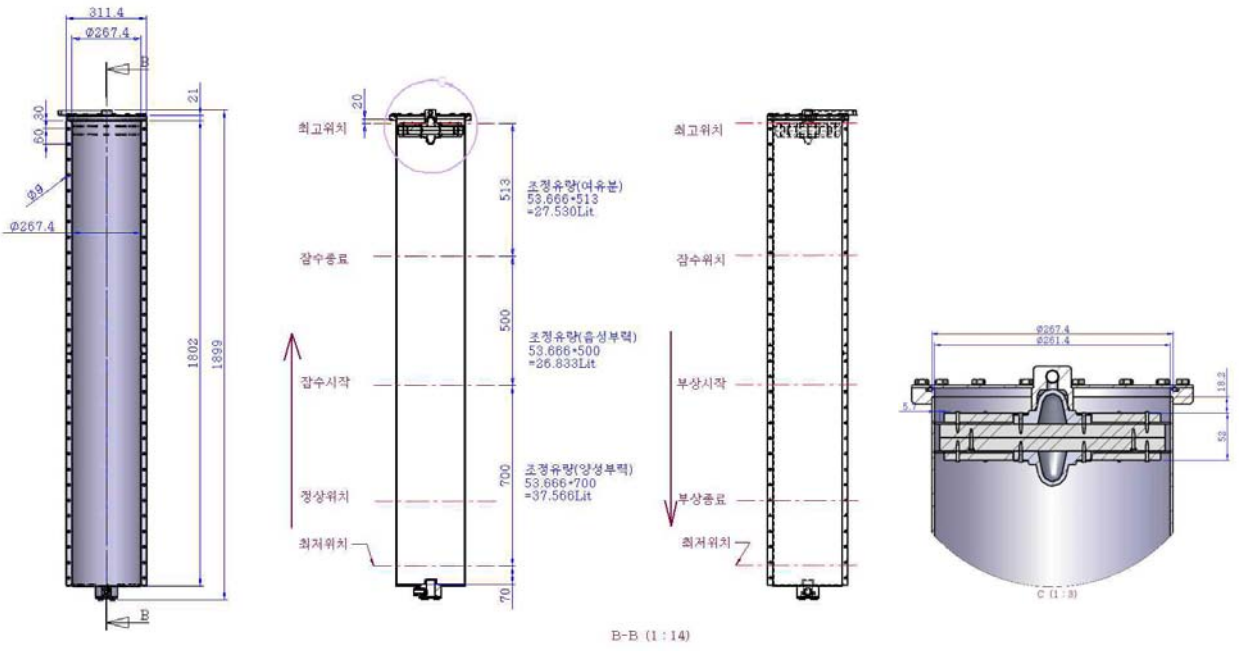 311.4
Ø267.4
B
21
30
60
Ø9
Ø267.4
1802
1899
B
20
최고위치
513
조정유량(여유분)
53.666*513
=27.530Lit
잠수종료
500
조정유량(음성부력)
53.666*500
=26.833Lit
잠수시작
700
조정유량(양성부력)
53.666*700
=37.566Lit
정상위치
최저위치
70
최고위치
잠수위치
부상시작
부상종료
최저위치
B-B (1 : 14)
Ø267.4
Ø261.4
18.2
5.7
52
C (1 : 3)